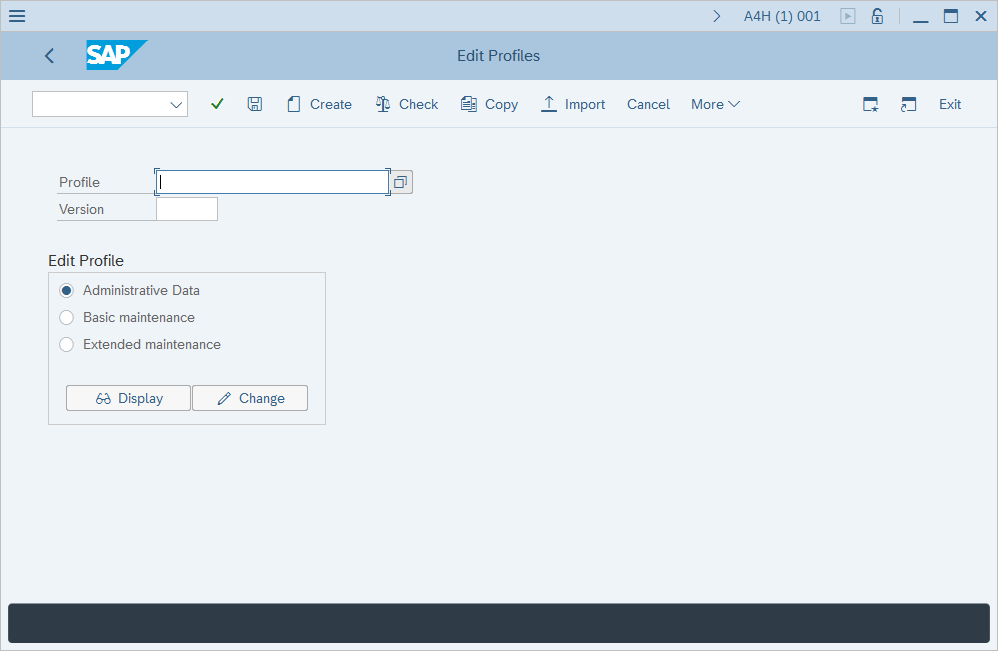 A4H (1) 001
SAP
Edit Profiles
Create Check Copy Import Cancel More Exit
Profile
Version
Edit Profile
Administrative Data
Basic maintenance
Extended maintenance
Display Change